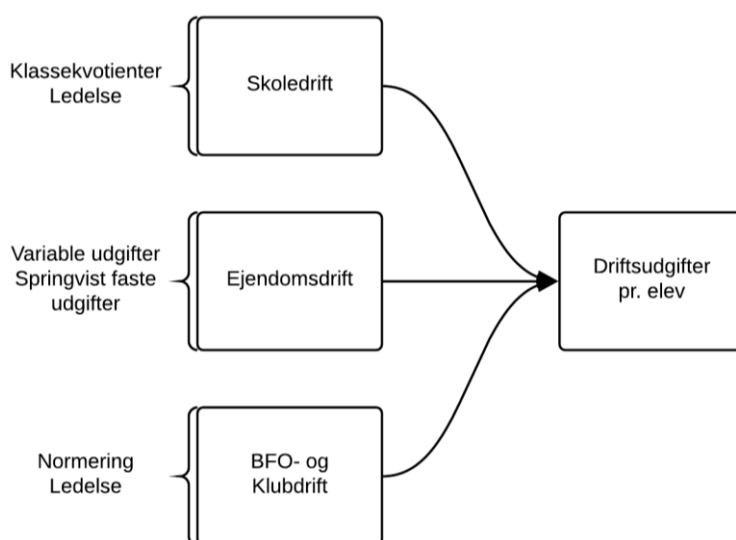 Klassekvotienter
Ledelse
Skoledrift
Variable udgifter
Springvist faste
udgifter
Ejendomsdrift
Driftsudgifter
pr. elev
Normering
Ledelse
BFO- og
Klubdrift